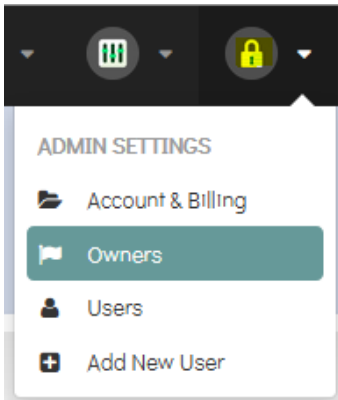 ADMIN SETTINGS
Account & Billing
Owners
Users
Add New User